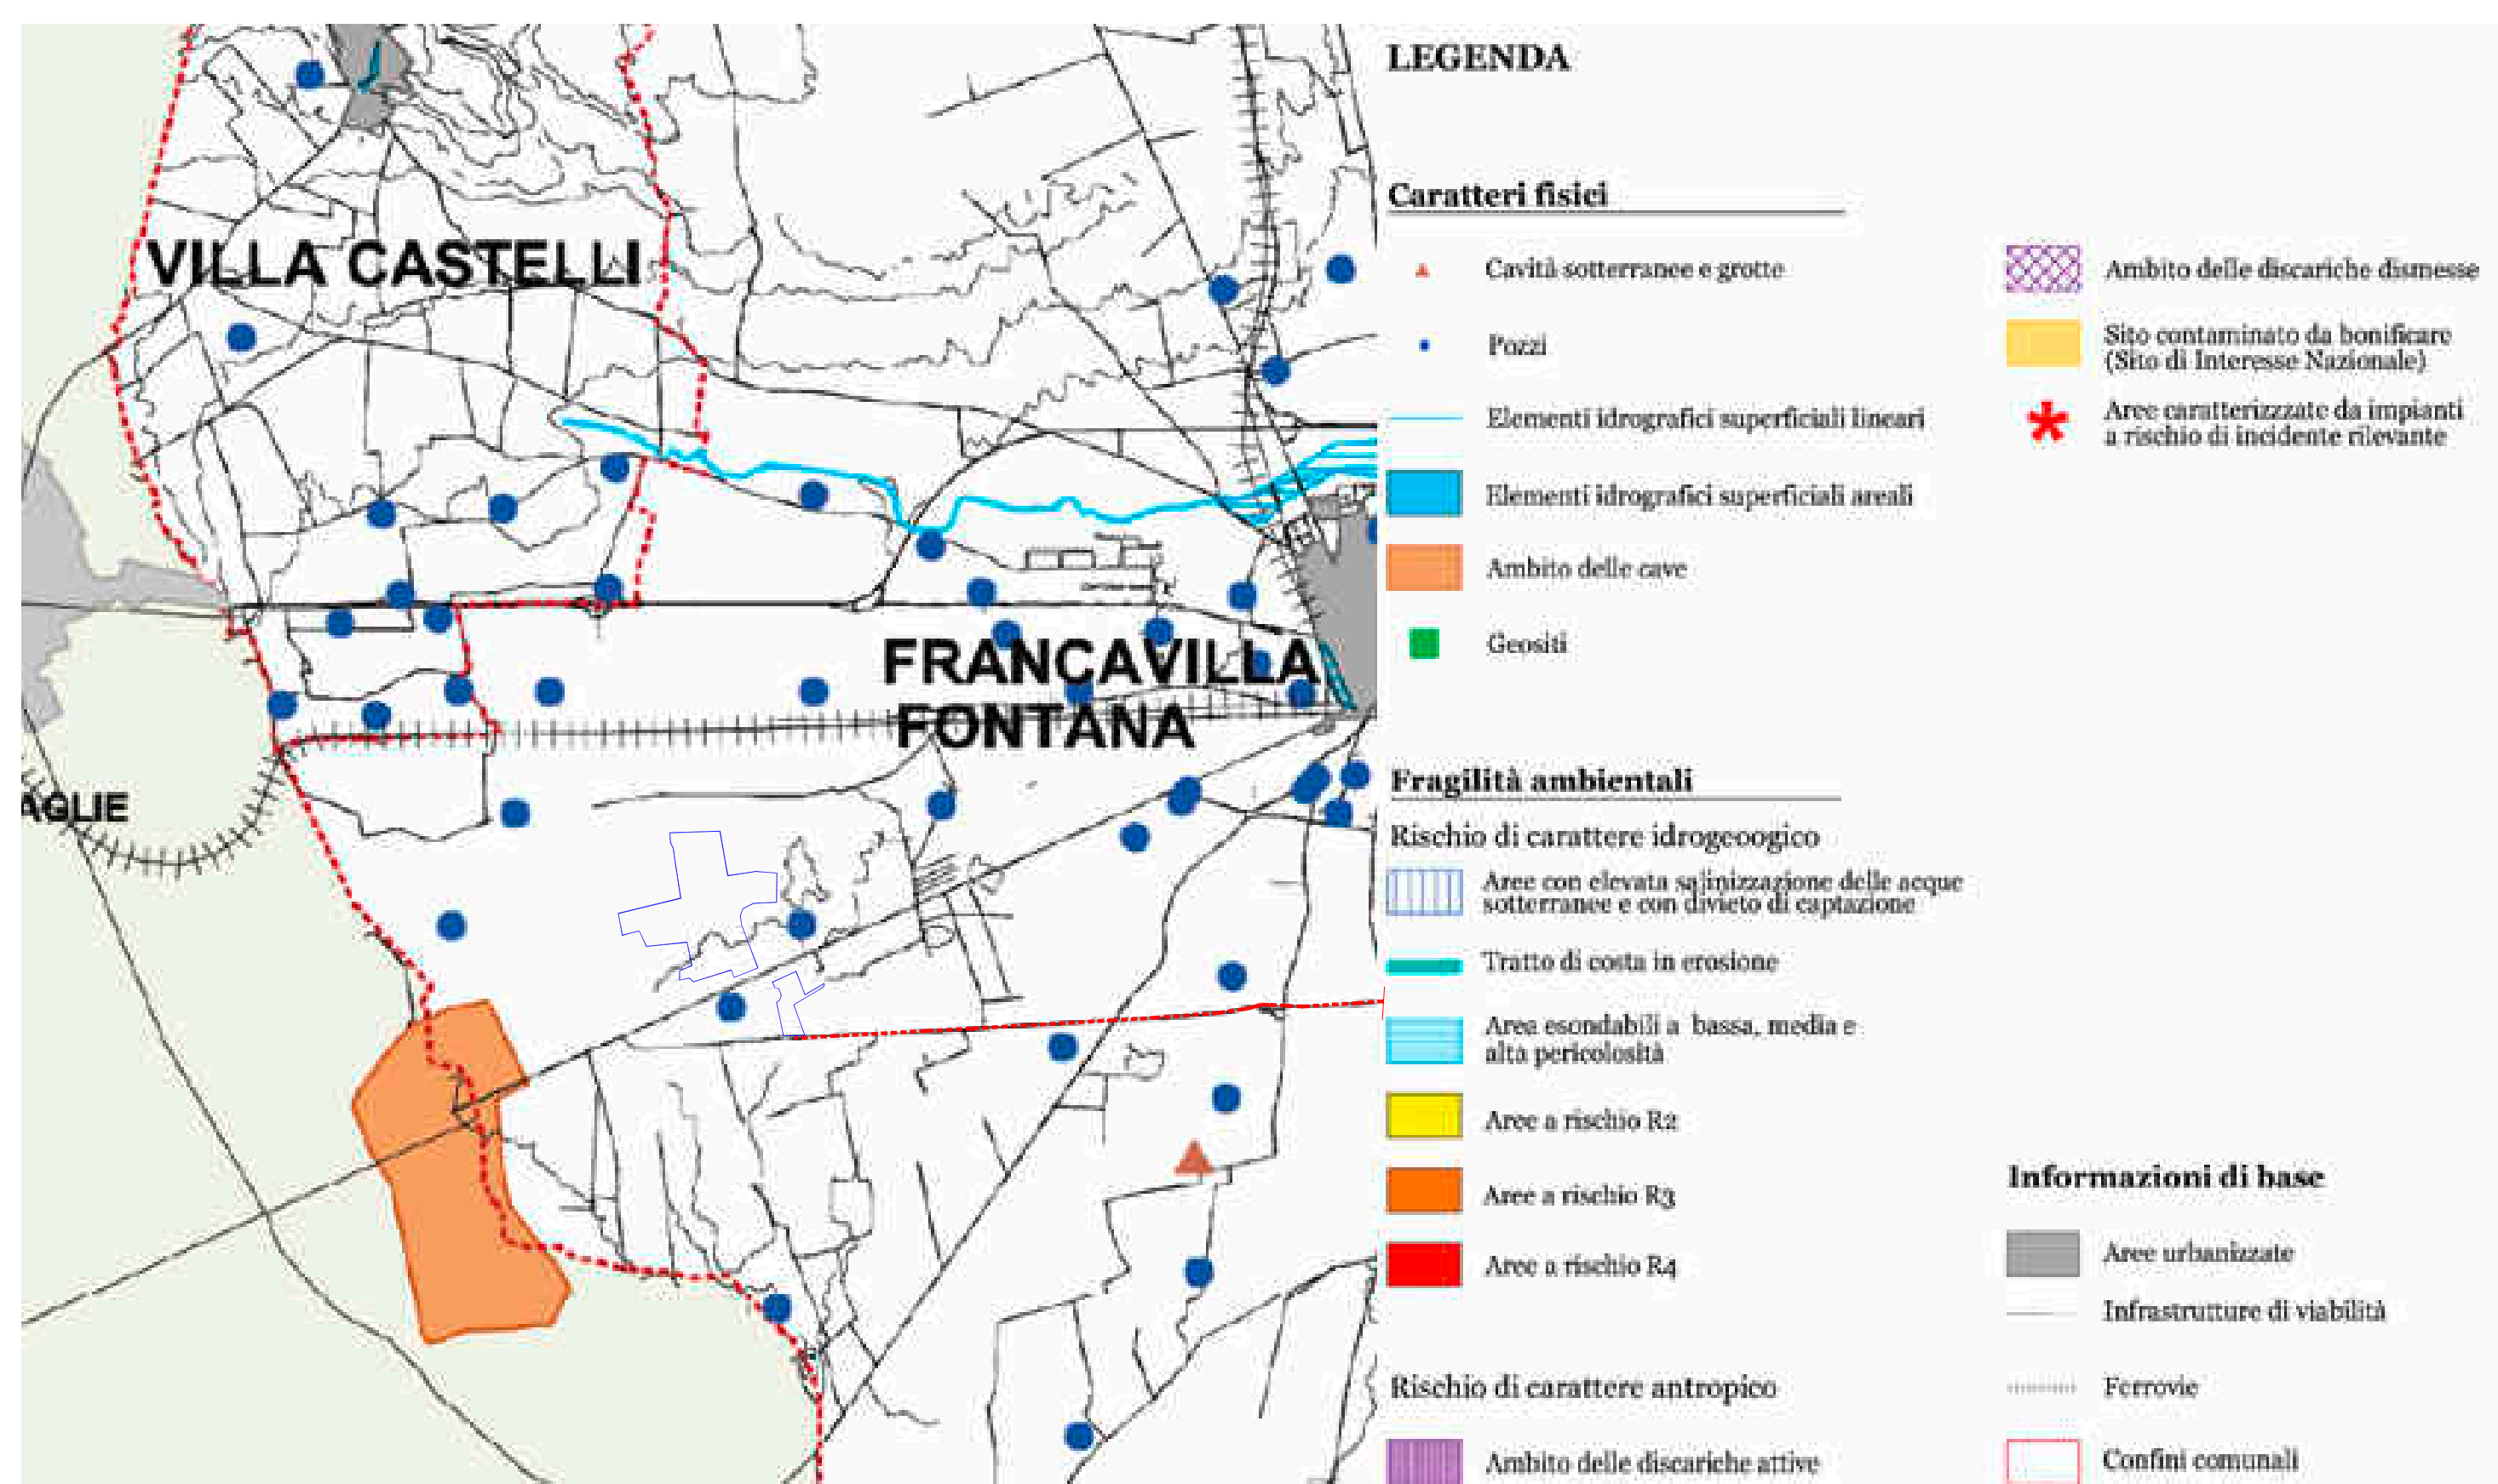 VILLA CASTELLI
FRANCAVILLA
FONTANA
AGLIE
LEGENDA
Caratteri fisici
Cavità sotterranee e grotte
Pozzi
Elementi idrografici superficiali lineari
Elementi idrografici superficiali areali
Ambito delle cave
Geositi
Ambito delle discariche dismesse
Sito contaminato da bonificare
(Sito di Interesse Nazionale)
Aree caratterizzzate da impianti
a rischio di incidente rilevante
Fragilità ambientali
Rischio di carattere idrogeoogico
Aree con elevata salinizzazione delle acque
sotterranee e con divieto di captazione
Tratto di costa in erosione
Area esondabili a bassa, media e
alta pericolosità
Aree a rischio R2
Aree a rischio R3
Aree a rischio R4
Rischio di carattere antropico
Ambito delle discariche attive
Informazioni di base
Aree urbanizzate
Infrastrutture di viabilità
Ferrovie
Confini comunali